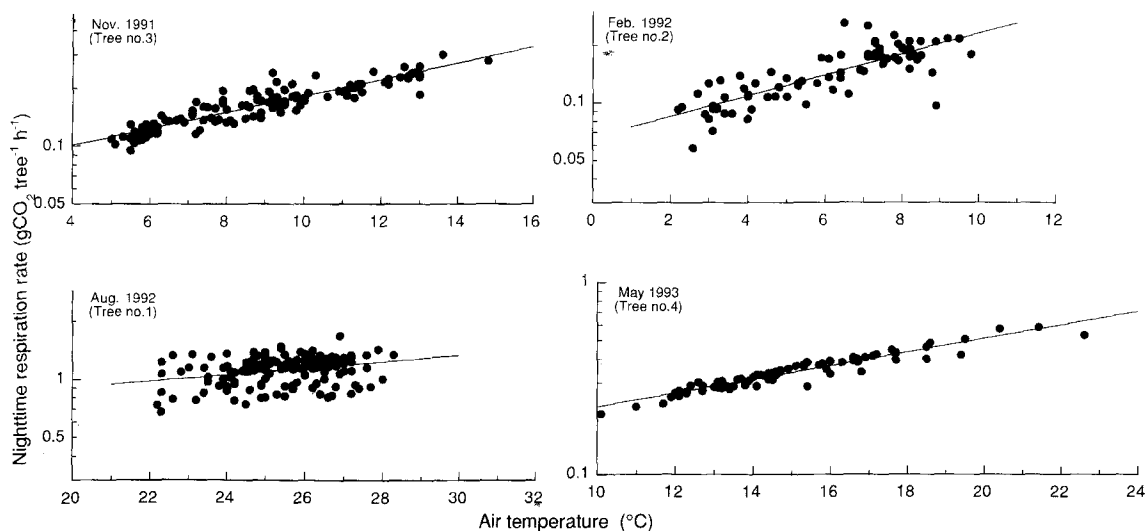 Nov. 1991
(Tree no.3)
0.1
0.05
4 6 8 10 12 14 16
Feb. 1992
(Tree no.2)
0.1
0.05
0 2 4 6 8 10 12
Aug. 1992
(Tree no.1)
1
0.5
20 22 24 26 28 30 32
May 1993
(Tree no.4)
1
0.1
10 12 14 16 18 20 22 24
Nighttime respiration rate (gCO₂ tree⁻¹ h⁻¹)
Air temperature (°C)